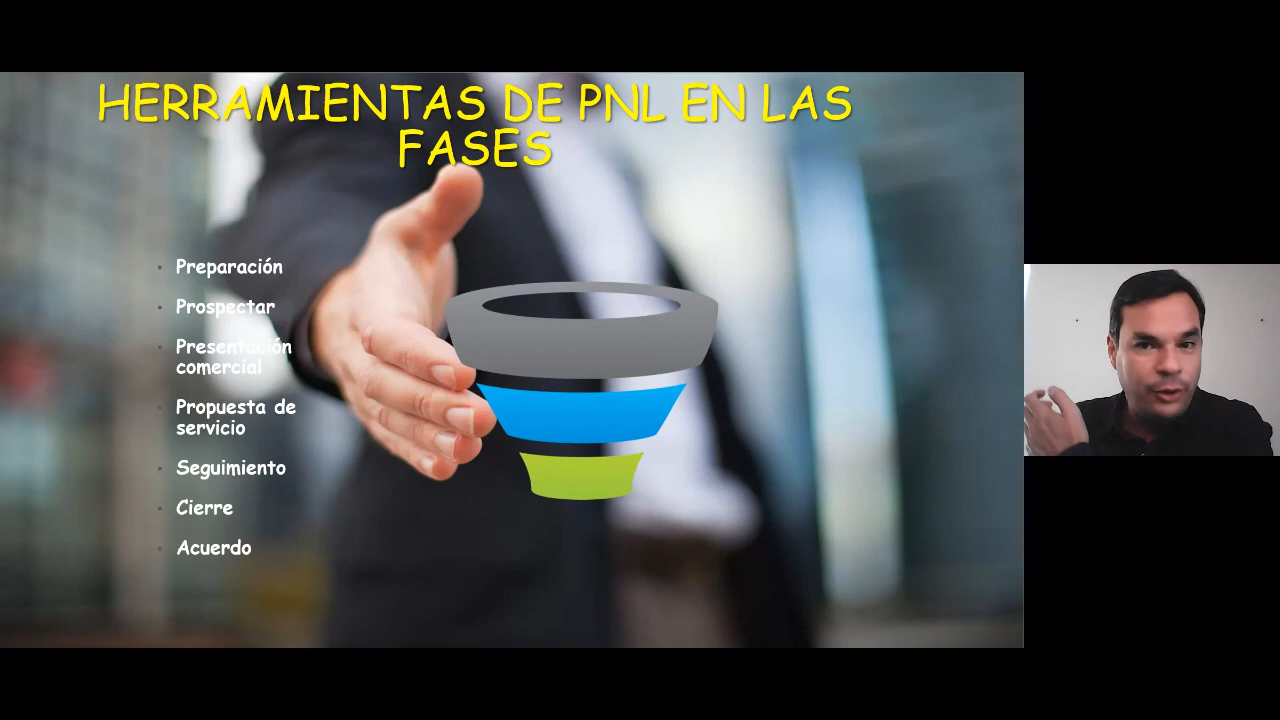 HERRAMIENTAS DE PNL EN LAS
FASES
Preparación
Prospectar
Presentación
comercial
Propuesta de
servicio
Seguimiento
Cierre
Acuerdo